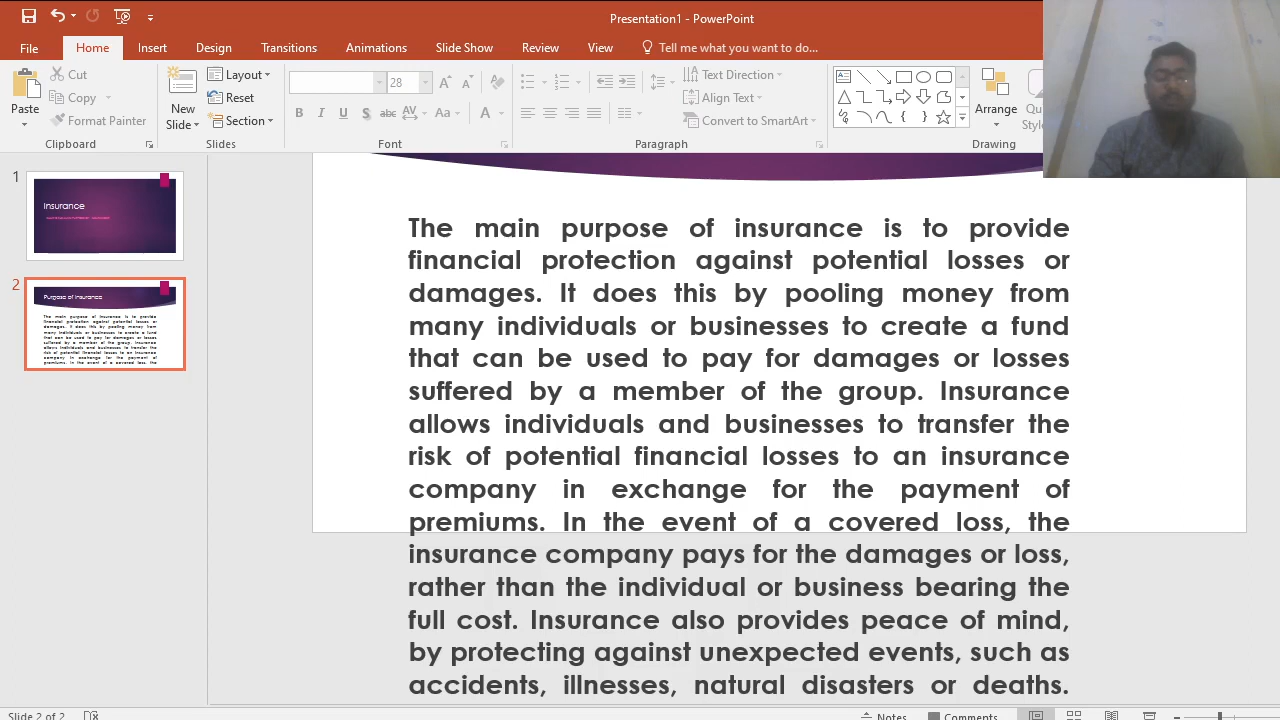 Presentation1 - PowerPoint
File Home Insert Design Transitions Animations Slide Show Review View Tell me what you want to do...
Paste
Cut
Copy
Format Painter
Clipboard
New Slide
Layout
Reset
Section
Slides
28
B I U S abc AV Aa A
Font
Text Direction
Align Text
Convert to SmartArt
Paragraph
Arrange
Drawing
1
Insurance
2
Purpose of Insurance
The main purpose of insurance is to provide
financial protection against potential losses or
damages. It does this by pooling money from
many individuals or businesses to create a fund
that can be used to pay for damages or losses
suffered by a member of the group. Insurance
allows individuals and businesses to transfer the
risk of potential financial losses to an insurance
company in exchange for the payment of
premiums. In the event of a covered loss, the
insurance company pays for the damages or loss,
rather than the individual or business bearing the
full cost. Insurance also provides peace of mind,
by protecting against unexpected events, such as
accidents, illnesses, natural disasters or deaths.
Slide 2 of 2
Notes Comments